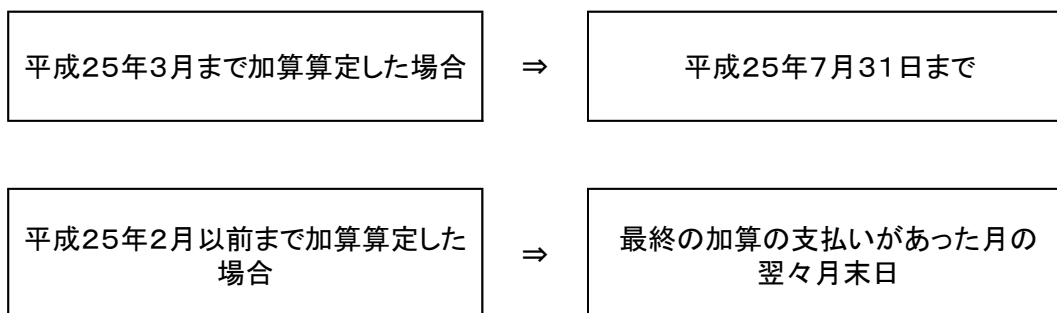 平成２５年３月まで加算算定した場合
⇒
平成２５年７月３１日まで
平成２５年２月以前まで加算算定した
場合
⇒
最終の加算の支払いがあった月の
翌々月末日